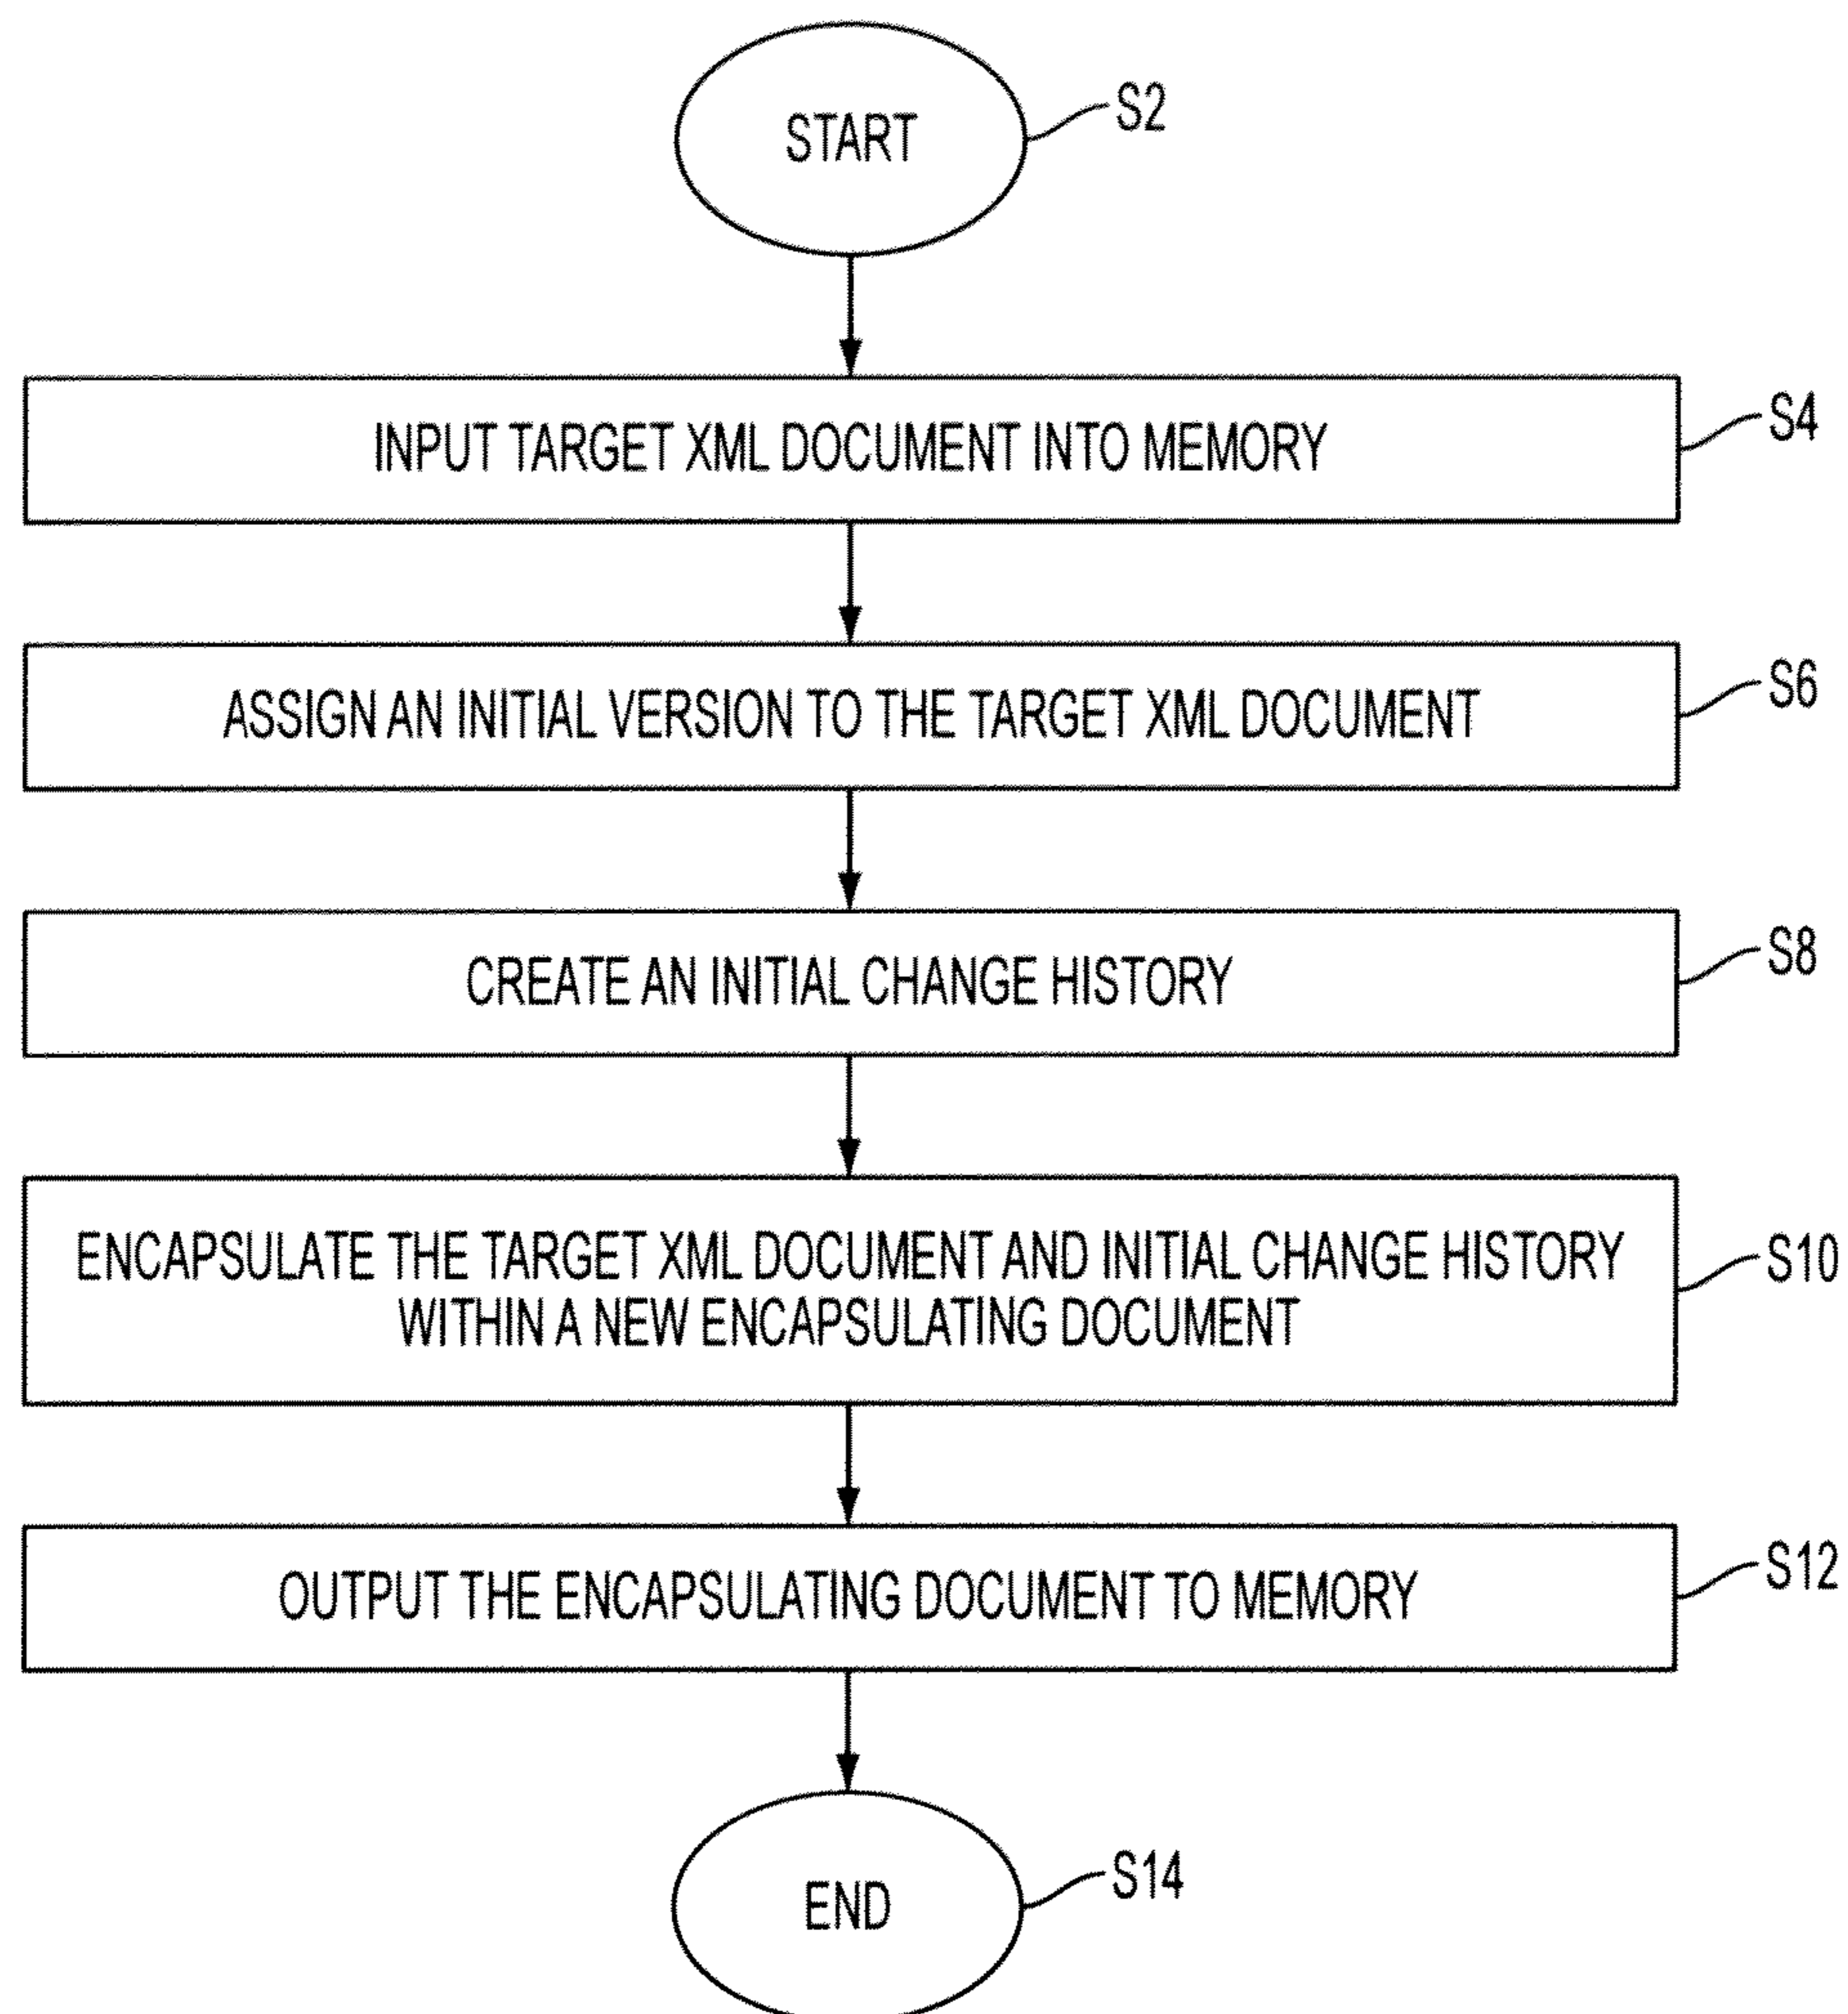 START
S2
INPUT TARGET XML DOCUMENT INTO MEMORY
S4
ASSIGN AN INITIAL VERSION TO THE TARGET XML DOCUMENT
S6
CREATE AN INITIAL CHANGE HISTORY
S8
ENCAPSULATE THE TARGET XML DOCUMENT AND INITIAL CHANGE HISTORY
WITHIN A NEW ENCAPSULATING DOCUMENT
S10
OUTPUT THE ENCAPSULATING DOCUMENT TO MEMORY
S12
END
S14